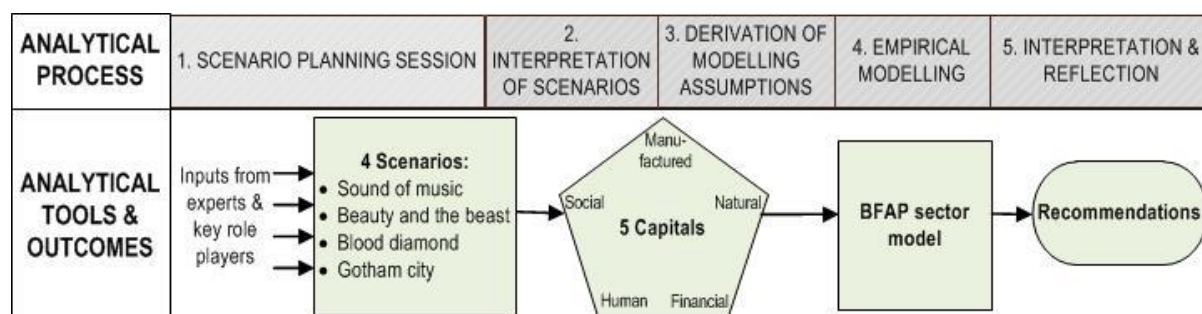 ANALYTICAL
PROCESS
1. SCENARIO PLANNING SESSION
2.
INTERPRETATION
OF SCENARIOS
3. DERIVATION OF
MODELLING
ASSUMPTIONS
4. EMPIRICAL
MODELLING
5. INTERPRETATION &
REFLECTION
ANALYTICAL
TOOLS &
OUTCOMES
Inputs from
experts &
key role
players
4 Scenarios:
• Sound of music
• Beauty and the beast
• Blood diamond
• Gotham city
Manu-
factured
Social
Natural
5 Capitals
Human
Financial
BFAP sector
model
Recommendations